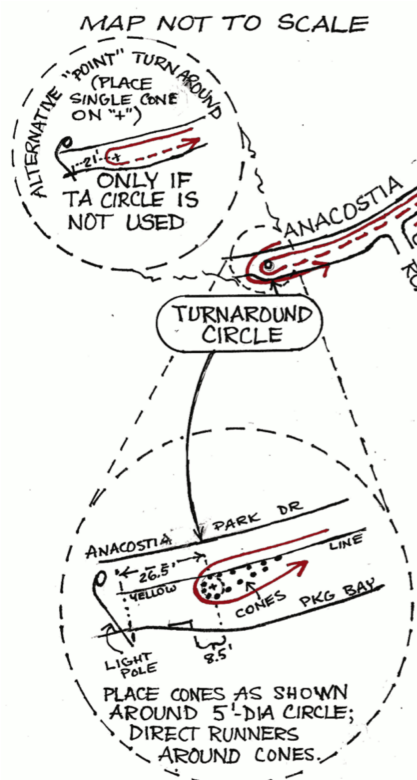 MAP NOT TO SCALE
ALTERNATIVE "POINT" TURNAROUND
(PLACE
SINGLE CONE
ON "+")
21'
+
ONLY IF
TA CIRCLE IS
NOT USED
ANACOSTIA
TURNAROUND
CIRCLE
ANACOSTIA PARK DR
26.5'
YELLOW LINE
+
CONES
PKG BAY
LIGHT
POLE
8.5'
PLACE CONES AS SHOWN
AROUND 5'-DIA CIRCLE;
DIRECT RUNNERS
AROUND CONES.